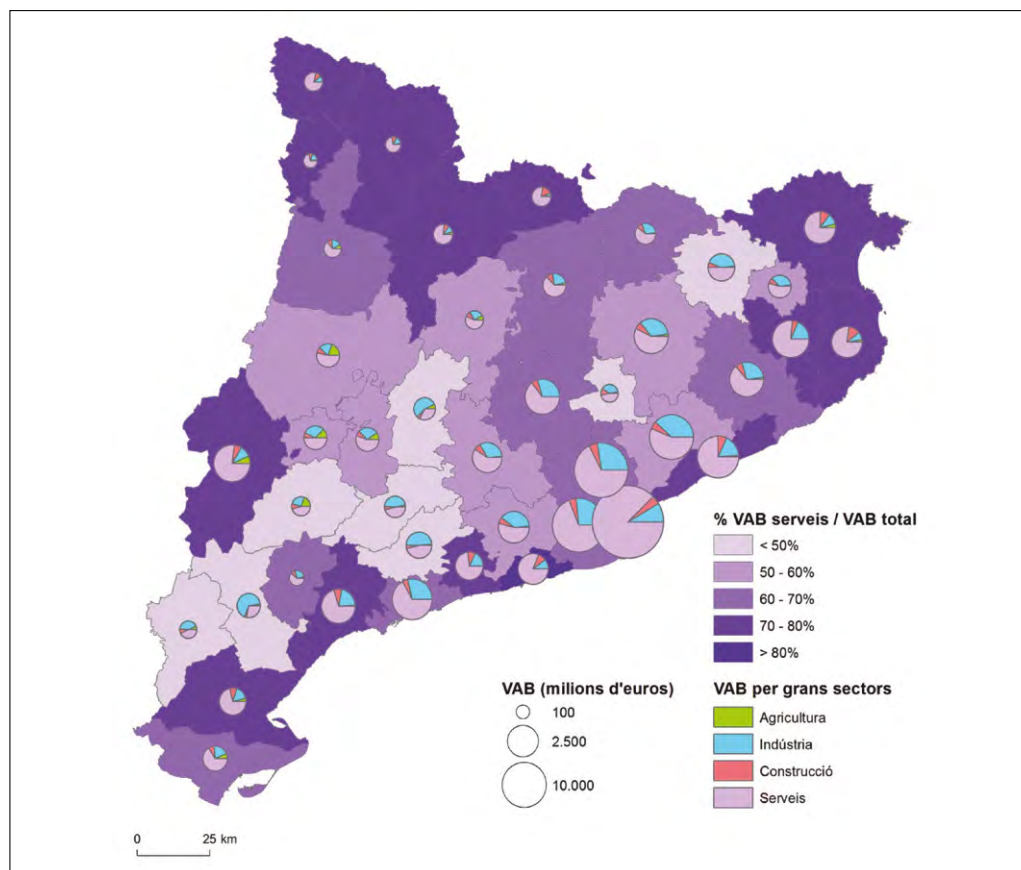 % VAB serveis / VAB total
< 50%
50 - 60%
60 - 70%
70 - 80%
> 80%
VAB (milions d'euros)
100
2.500
10.000
VAB per grans sectors
Agricultura
Indústria
Construcció
Serveis
0 25 km